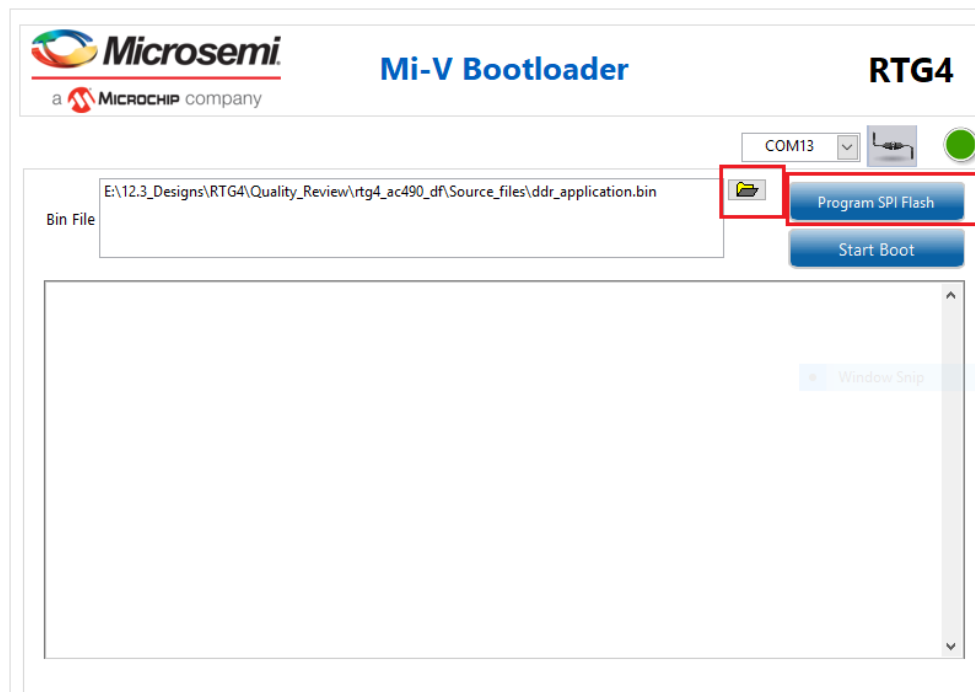 Microsemi.
a MICROCHIP company
Mi-V Bootloader
RTG4
COM13
Bin File
E:\12.3_Designs\RTG4\Quality_Review\rtg4_ac490_df\Source_files\ddr_application.bin
Program SPI Flash
Start Boot
Window Snip